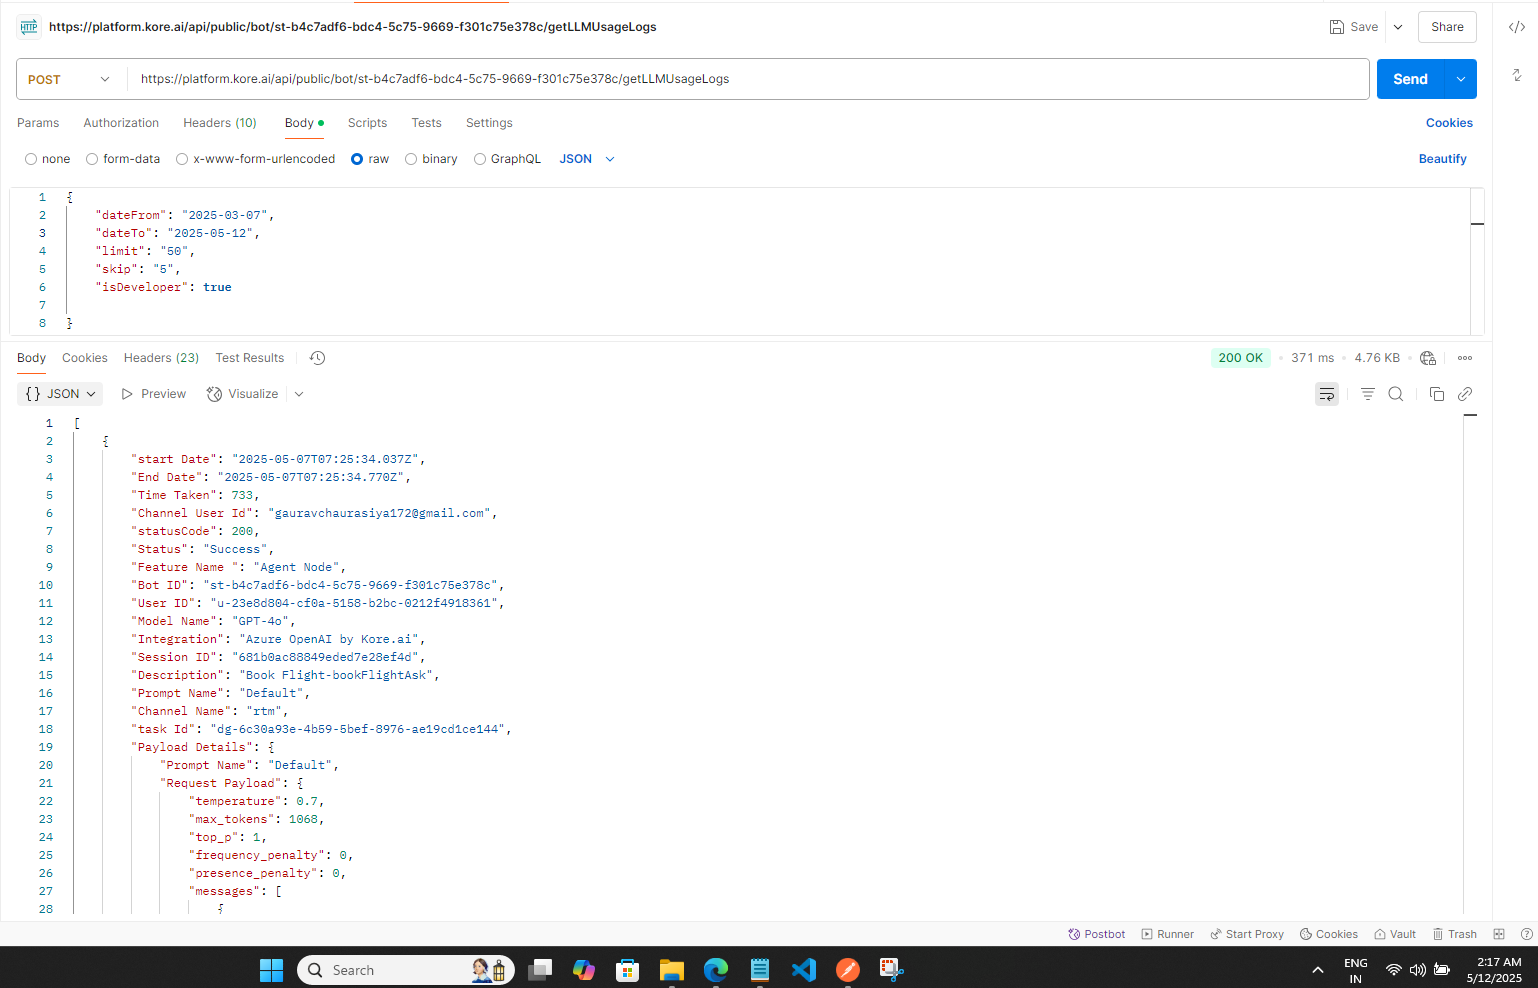 HTTP https://platform.kore.ai/api/public/bot/st-b4c7adf6-bdc4-5c75-9669-f301c75e378c/getLLMUsageLogs Save Share
POST https://platform.kore.ai/api/public/bot/st-b4c7adf6-bdc4-5c75-9669-f301c75e378c/getLLMUsageLogs Send
Params Authorization Headers (10) Body Scripts Tests Settings Cookies
none form-data x-www-form-urlencoded raw binary GraphQL JSON Beautify
1 {
2 "dateFrom": "2025-03-07",
3 "dateTo": "2025-05-12",
4 "limit": "50",
5 "skip": "5",
6 "isDeveloper": true
7
8 }
Body Cookies Headers (23) Test Results 200 OK 371 ms 4.76 KB
{} JSON Preview Visualize
1 [
2 {
3 "start Date": "2025-05-07T07:25:34.037Z",
4 "End Date": "2025-05-07T07:25:34.770Z",
5 "Time Taken": 733,
6 "Channel User Id": "gauravchaurasiya172@gmail.com",
7 "statusCode": 200,
8 "Status": "Success",
9 "Feature Name ": "Agent Node",
10 "Bot ID": "st-b4c7adf6-bdc4-5c75-9669-f301c75e378c",
11 "User ID": "u-23e8d804-cf0a-5158-b2bc-0212f4918361",
12 "Model Name": "GPT-4o",
13 "Integration": "Azure OpenAI by Kore.ai",
14 "Session ID": "681b0ac88849eded7e28ef4d",
15 "Description": "Book Flight-bookFlightAsk",
16 "Prompt Name": "Default",
17 "Channel Name": "rtm",
18 "task Id": "dg-6c30a93e-4b59-5bef-8976-ae19cd1ce144",
19 "Payload Details": {
20 "Prompt Name": "Default",
21 "Request Payload": {
22 "temperature": 0.7,
23 "max_tokens": 1068,
24 "top_p": 1,
25 "frequency_penalty": 0,
26 "presence_penalty": 0,
27 "messages": [
28 {
Postbot Runner Start Proxy Cookies Vault Trash
Search
ENG
IN
2:17 AM
5/12/2025